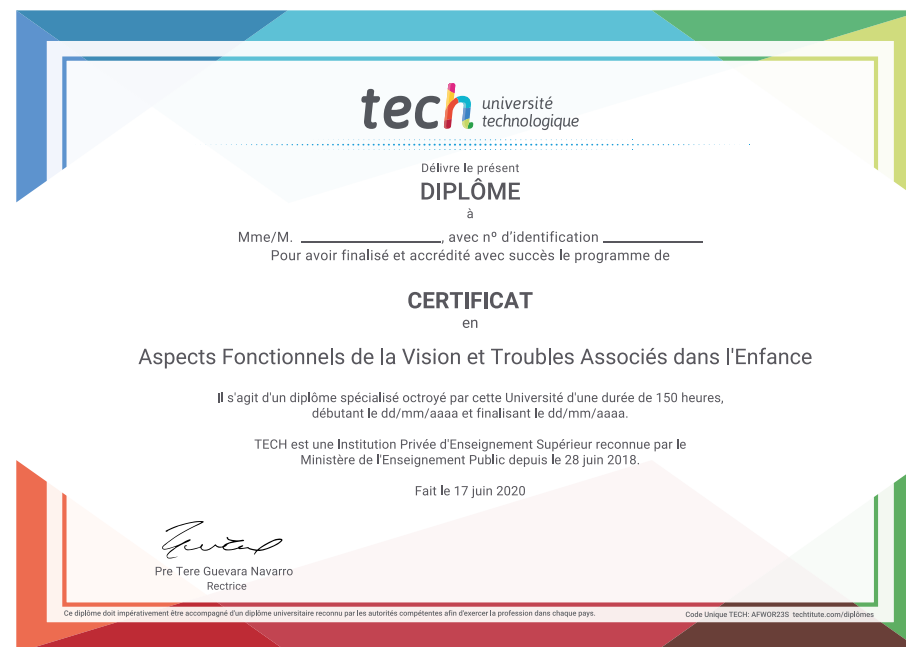 tech université
technologique
Délivre le présent
DIPLÔME
à
Mme/M. ____________________, avec nº d'identification ______________
Pour avoir finalisé et accrédité avec succès le programme de
CERTIFICAT
en
Aspects Fonctionnels de la Vision et Troubles Associés dans l'Enfance
Il s'agit d'un diplôme spécialisé octroyé par cette Université d'une durée de 150 heures,
débutant le dd/mm/aaaa et finalisant le dd/mm/aaaa.
TECH est une Institution Privée d'Enseignement Supérieur reconnue par le
Ministère de l'Enseignement Public depuis le 28 juin 2018.
Fait le 17 juin 2020
Pre Tere Guevara Navarro
Rectrice
Ce diplôme doit impérativement être accompagné d'un diplôme universitaire reconnu par les autorités compétentes afin d'exercer la profession dans chaque pays.
Code Unique TECH: AFWOR23S techtitute.com/diplômes